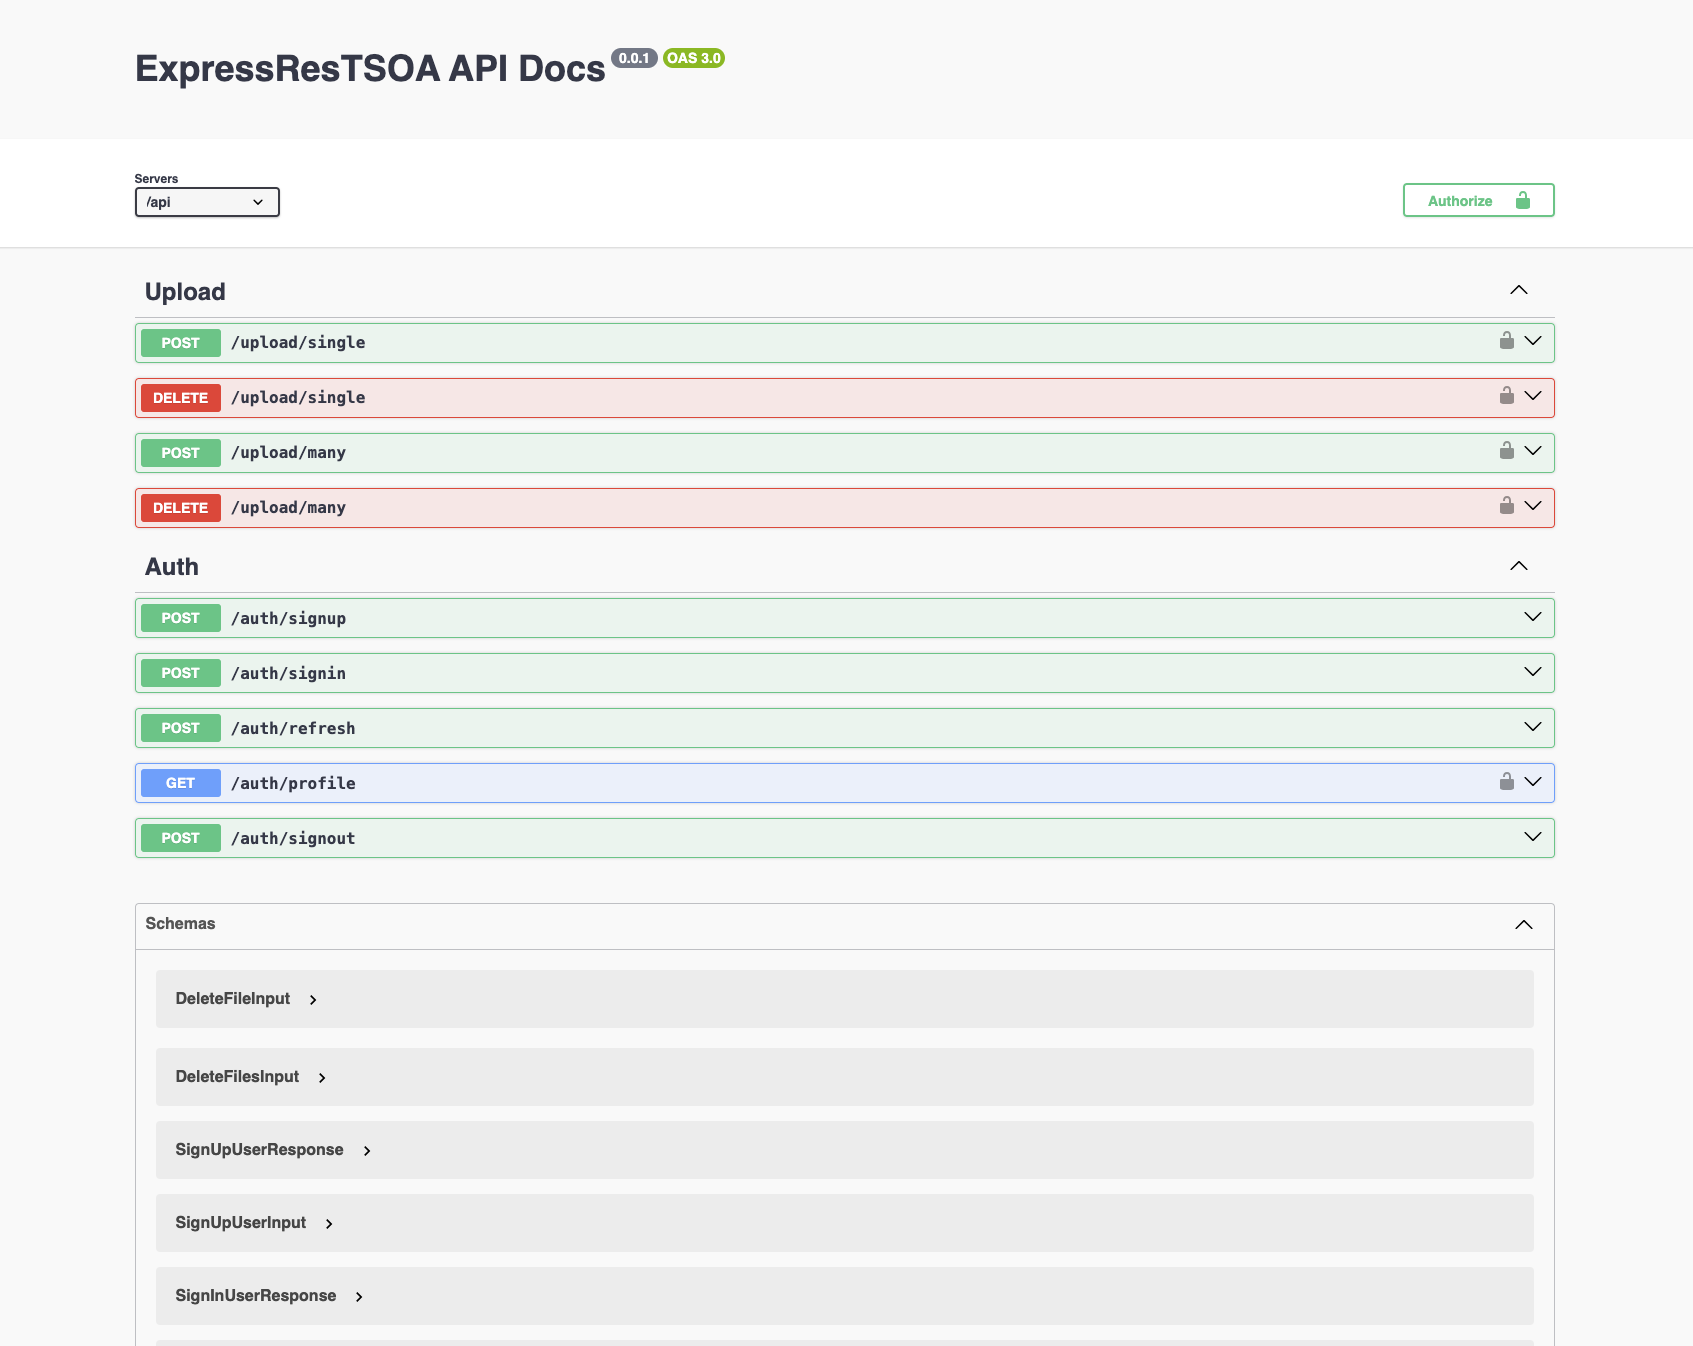 ExpressResTSOA API Docs 0.0.1 OAS 3.0
Servers
/api
Authorize
Upload
POST /upload/single
DELETE /upload/single
POST /upload/many
DELETE /upload/many
Auth
POST /auth/signup
POST /auth/signin
POST /auth/refresh
GET /auth/profile
POST /auth/signout
Schemas
DeleteFileInput
DeleteFilesInput
SignUpUserResponse
SignUpUserInput
SignInUserResponse